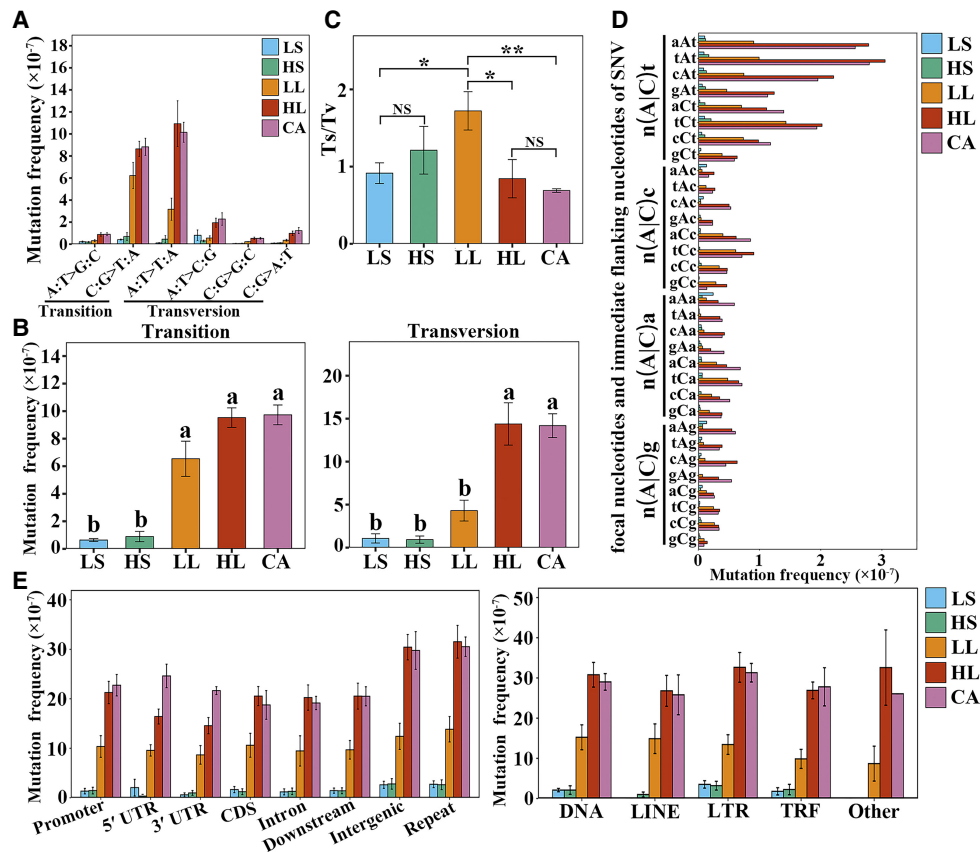 A
Mutation frequency (×10⁻⁷)
18
16
14
12
10
8
6
4
2
0
LS
HS
LL
HL
CA
A:T>G:C
C:G>T:A
A:T>T:A
A:T>C:G
C:G>G:C
C:G>A:T
Transition
Transversion
C
Ts/Tv
2
1
0
*
**
*
NS
NS
LS HS LL HL CA
B
Transition
Mutation frequency (×10⁻⁷)
14
12
10
8
6
4
2
0
b b a a a
LS HS LL HL CA
Transversion
20
15
10
5
0
b b b a a
LS HS LL HL CA
D
focal nucleotides and immediate flanking nucleotides of SNV
n(A|C)t
n(A|C)c
n(A|C)a
n(A|C)g
aAt
tAt
cAt
gAt
aCt
tCt
cCt
gCt
aAc
tAc
cAc
gAc
aCc
tCc
cCc
gCc
aAa
tAa
cAa
gAa
aCa
tCa
cCa
gCa
aAg
tAg
cAg
gAg
aCg
tCg
cCg
gCg
0 1 2 3
Mutation frequency (×10⁻⁷)
LS
HS
LL
HL
CA
E
Mutation frequency (×10⁻⁷)
40
30
20
10
0
Promoter
5' UTR
3' UTR
CDS
Intron
Downstream
Intergenic
Repeat
Mutation frequency (×10⁻⁷)
50
40
30
20
10
0
DNA LINE LTR TRF Other
LS
HS
LL
HL
CA